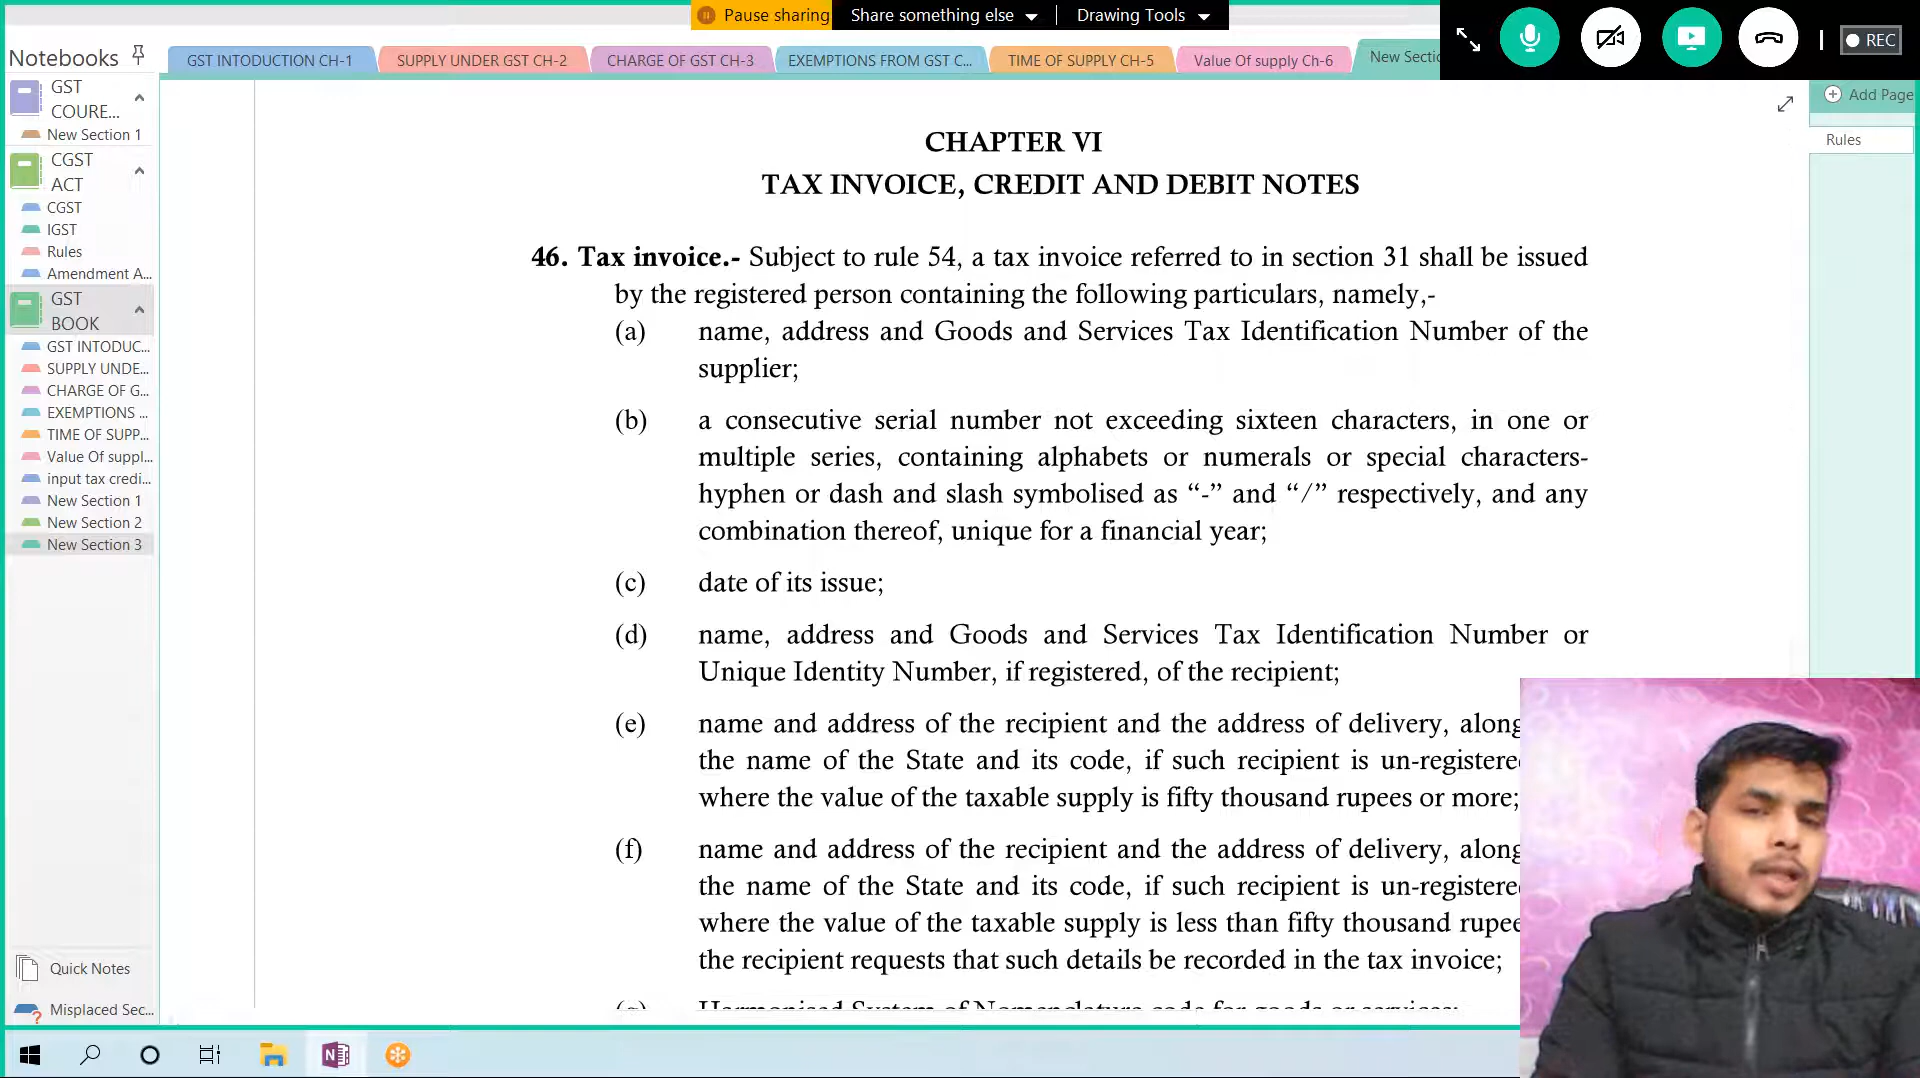 Pause sharing
Share something else
Drawing Tools
REC
Notebooks
GST INTODUCTION CH-1
SUPPLY UNDER GST CH-2
CHARGE OF GST CH-3
EXEMPTIONS FROM GST C...
TIME OF SUPPLY CH-5
Value Of supply Ch-6
New Sectio
Add Page
Rules
GST
COURE...
New Section 1
CGST
ACT
CGST
IGST
Rules
Amendment A...
GST
BOOK
GST INTODUC...
SUPPLY UNDE...
CHARGE OF G...
EXEMPTIONS ...
TIME OF SUPP...
Value Of suppl...
input tax credi...
New Section 1
New Section 2
New Section 3
Quick Notes
Misplaced Sec...
CHAPTER VI
TAX INVOICE, CREDIT AND DEBIT NOTES
46. Tax invoice.- Subject to rule 54, a tax invoice referred to in section 31 shall be issued
by the registered person containing the following particulars, namely,-
(a) name, address and Goods and Services Tax Identification Number of the
supplier;
(b) a consecutive serial number not exceeding sixteen characters, in one or
multiple series, containing alphabets or numerals or special characters-
hyphen or dash and slash symbolised as “-” and “/” respectively, and any
combination thereof, unique for a financial year;
(c) date of its issue;
(d) name, address and Goods and Services Tax Identification Number or
Unique Identity Number, if registered, of the recipient;
(e) name and address of the recipient and the address of delivery, along
the name of the State and its code, if such recipient is un-registere
where the value of the taxable supply is fifty thousand rupees or more;
(f) name and address of the recipient and the address of delivery, along
the name of the State and its code, if such recipient is un-registere
where the value of the taxable supply is less than fifty thousand rupee
the recipient requests that such details be recorded in the tax invoice;
(g) Harmonised System of Nomenclature code for goods or services;